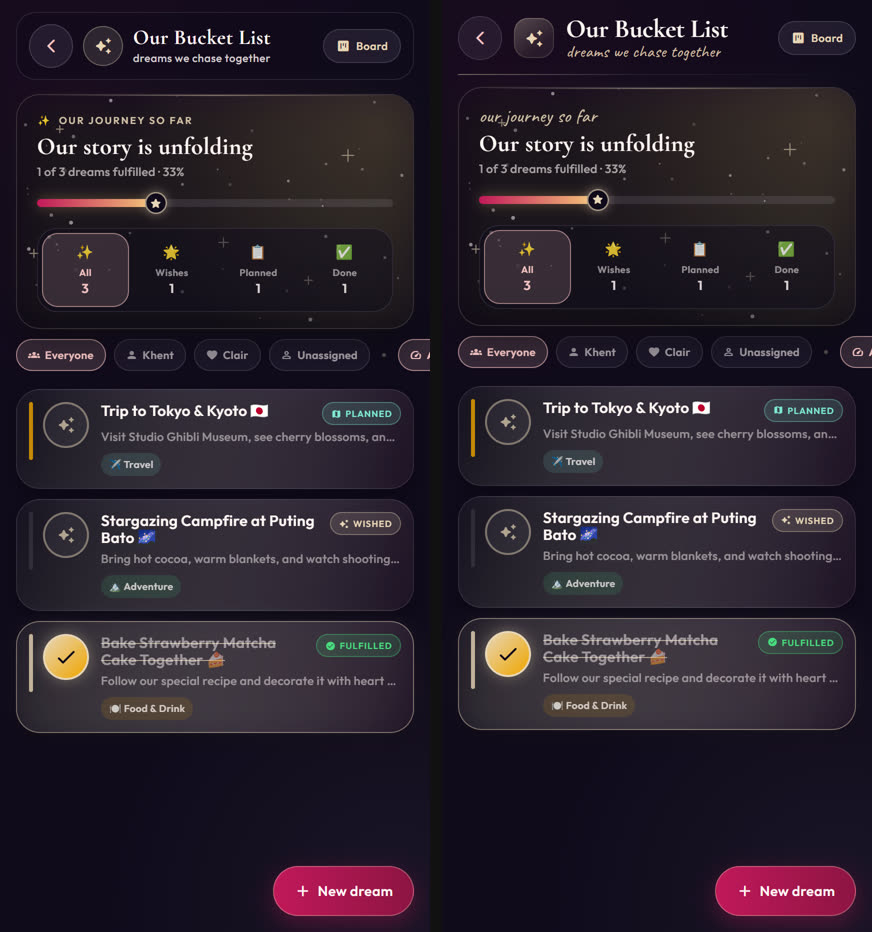 Our Bucket List
dreams we chase together
Board
✨ OUR JOURNEY SO FAR
Our story is unfolding
1 of 3 dreams fulfilled · 33%
All
3
Wishes
1
Planned
1
Done
1
Everyone
Khent
Clair
Unassigned
Trip to Tokyo & Kyoto 🇯🇵
PLANNED
Visit Studio Ghibli Museum, see cherry blossoms, an...
✈️ Travel
Stargazing Campfire at Puting
Bato 🌌
WISHED
Bring hot cocoa, warm blankets, and watch shooting...
🏔️ Adventure
Bake Strawberry Matcha
Cake Together 🍰
FULFILLED
Follow our special recipe and decorate it with heart ...
🍽️ Food & Drink
+ New dream
Our Bucket List
dreams we chase together
Board
our journey so far
Our story is unfolding
1 of 3 dreams fulfilled · 33%
All
3
Wishes
1
Planned
1
Done
1
Everyone
Khent
Clair
Unassigned
Trip to Tokyo & Kyoto 🇯🇵
PLANNED
Visit Studio Ghibli Museum, see cherry blossoms, an...
✈️ Travel
Stargazing Campfire at Puting
Bato 🌌
WISHED
Bring hot cocoa, warm blankets, and watch shooting...
🏔️ Adventure
Bake Strawberry Matcha
Cake Together 🍰
FULFILLED
Follow our special recipe and decorate it with heart ...
🍽️ Food & Drink
+ New dream